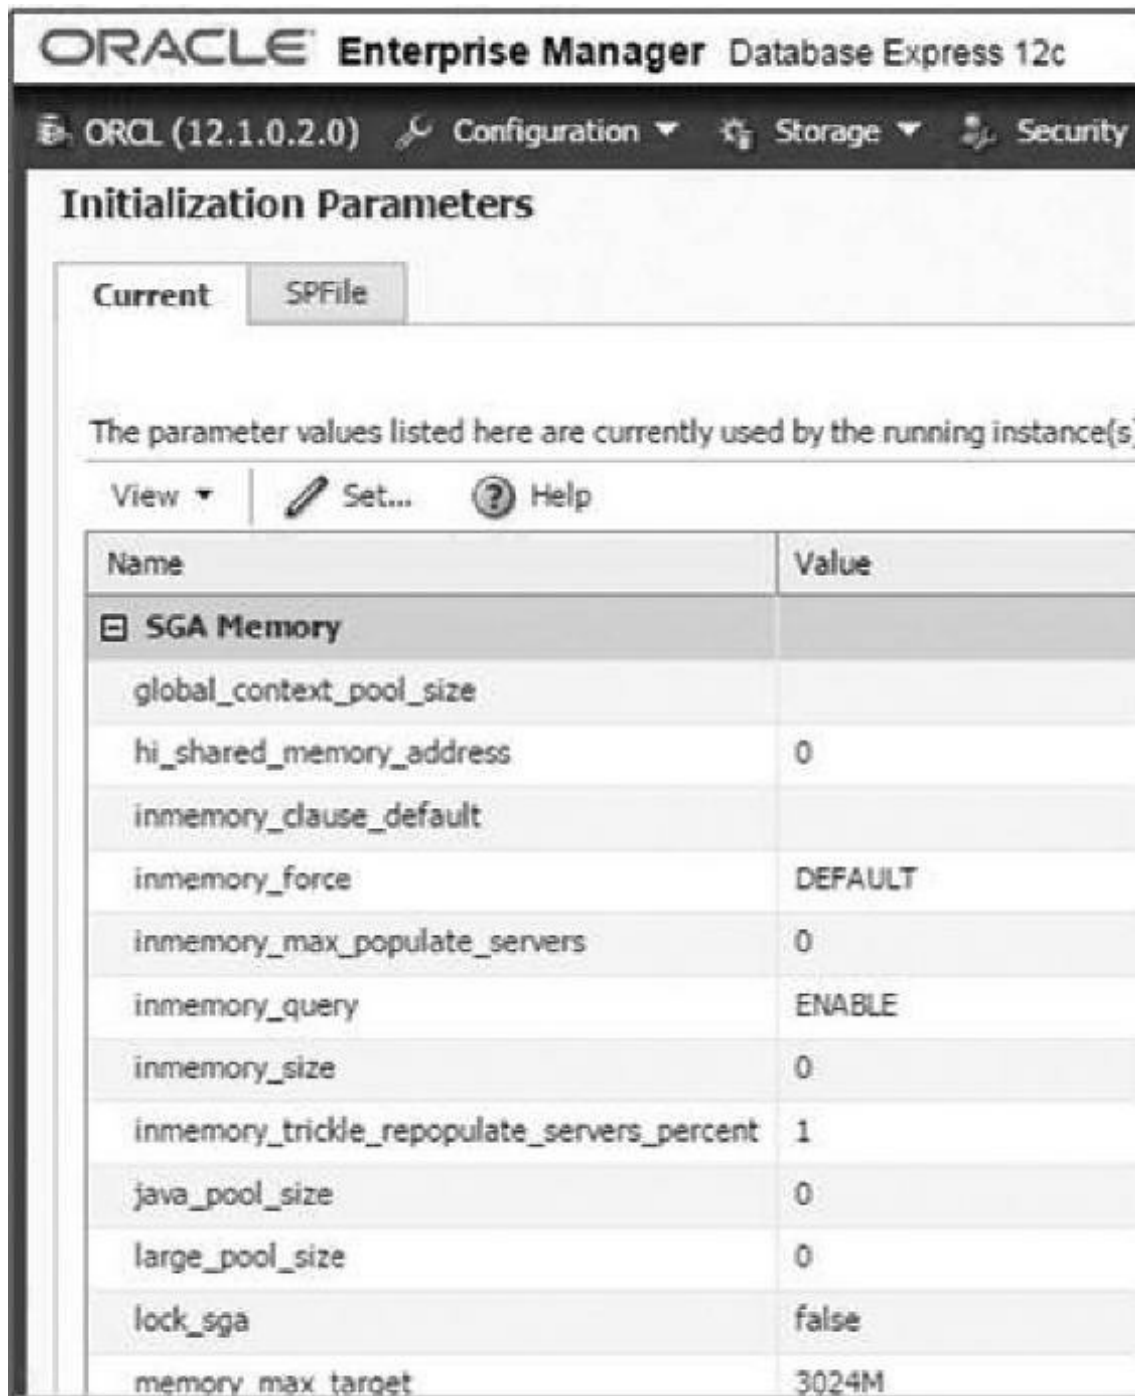 ORACLE Enterprise Manager Database Express 12c
ORCL (12.1.0.2.0) Configuration Storage Security
Initialization Parameters
Current SPFile
The parameter values listed here are currently used by the running instance(s)
View Set... Help
Name Value
SGA Memory
global_context_pool_size
hi_shared_memory_address 0
inmemory_clause_default
inmemory_force DEFAULT
inmemory_max_populate_servers 0
inmemory_query ENABLE
inmemory_size 0
inmemory_trickle_repopulate_servers_percent 1
java_pool_size 0
large_pool_size 0
lock_sga false
memory_max_target 3024M